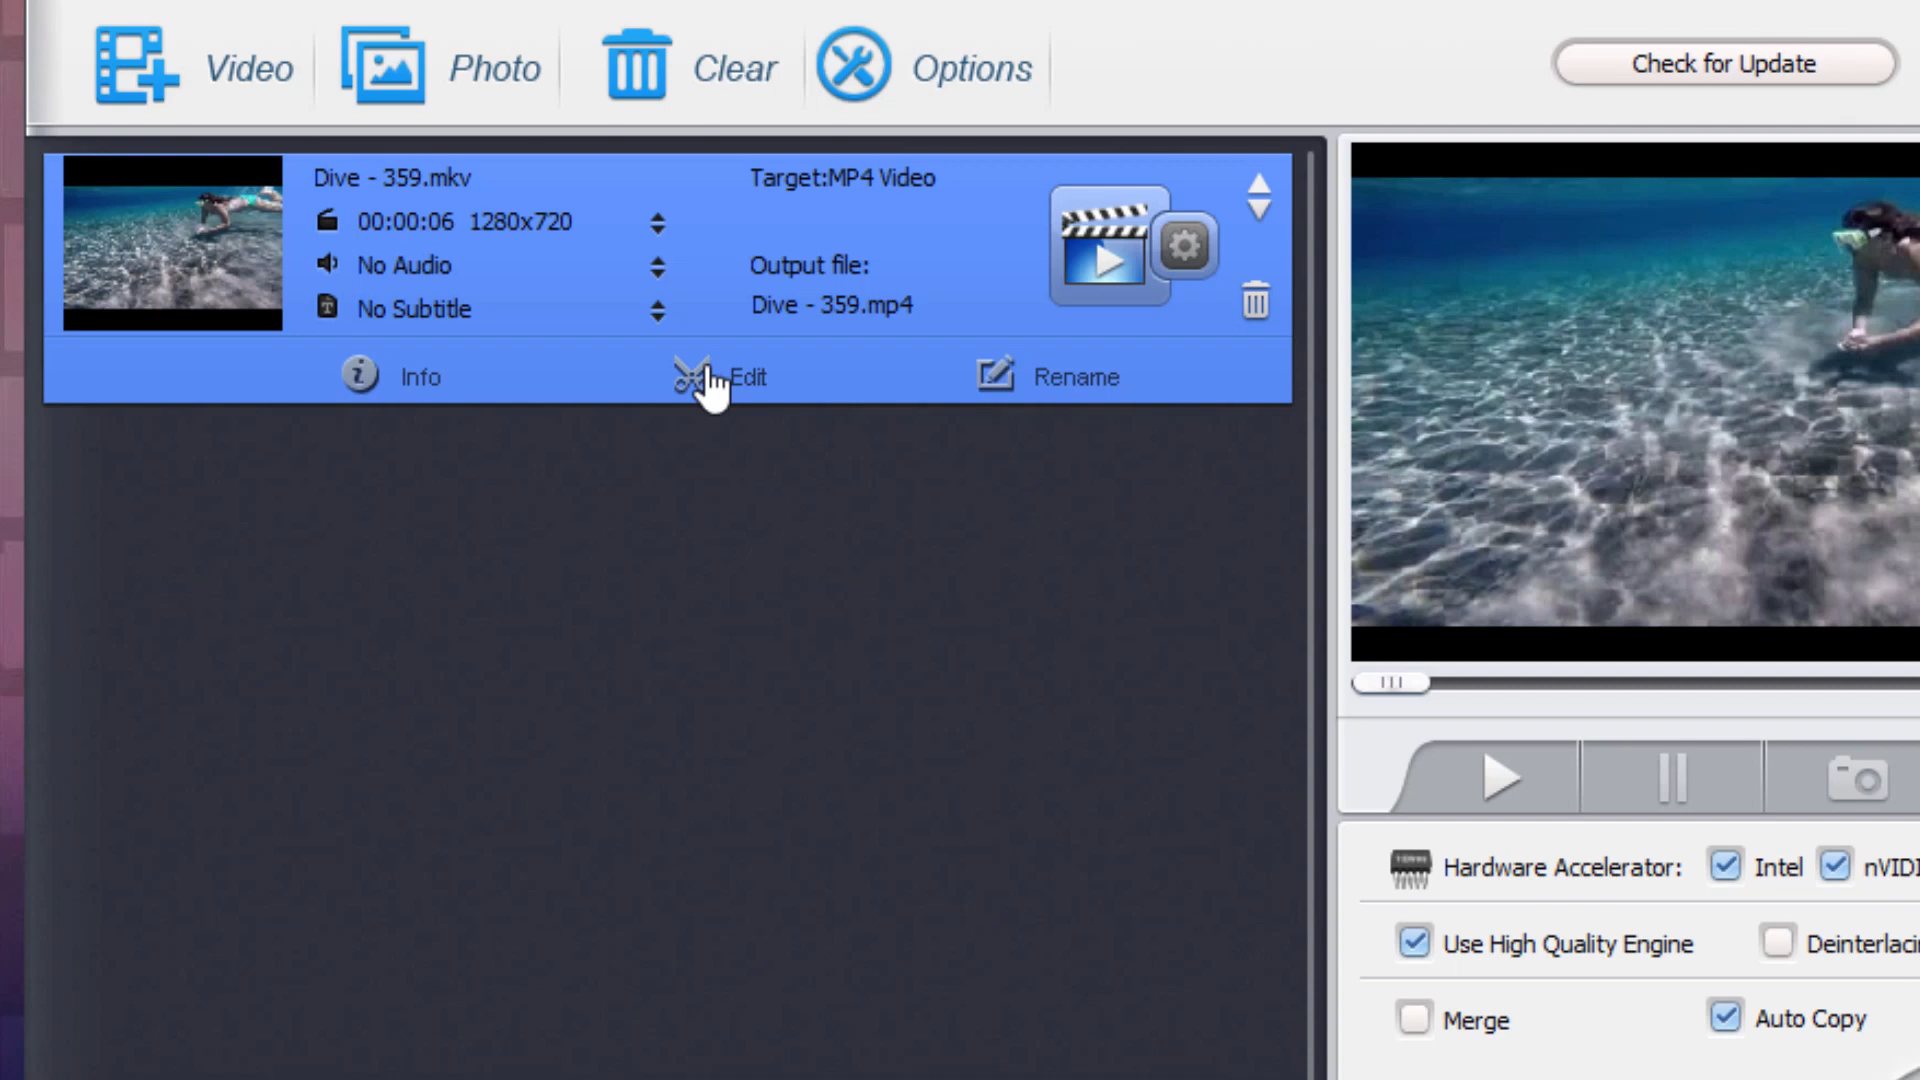 Video
Photo
Clear
Options
Check for Update
Dive - 359.mkv
Target:MP4 Video
00:00:06 1280x720
No Audio
Output file:
No Subtitle
Dive - 359.mp4
Info
Edit
Rename
Hardware Accelerator:
Intel
nVIDI
Use High Quality Engine
Deinterlaci
Merge
Auto Copy